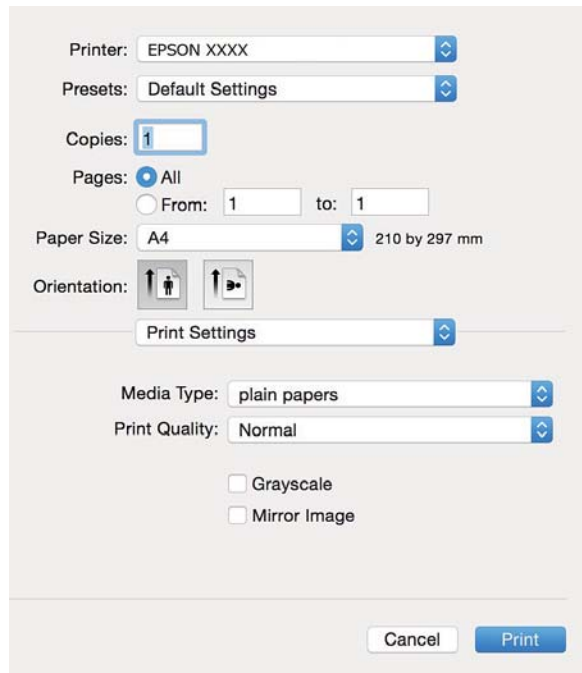 Printer: EPSON XXXX
Presets: Default Settings
Copies: 1
Pages: All
From: 1 to: 1
Paper Size: A4 210 by 297 mm
Orientation:
Print Settings
Media Type: plain papers
Print Quality: Normal
Grayscale
Mirror Image
Cancel Print